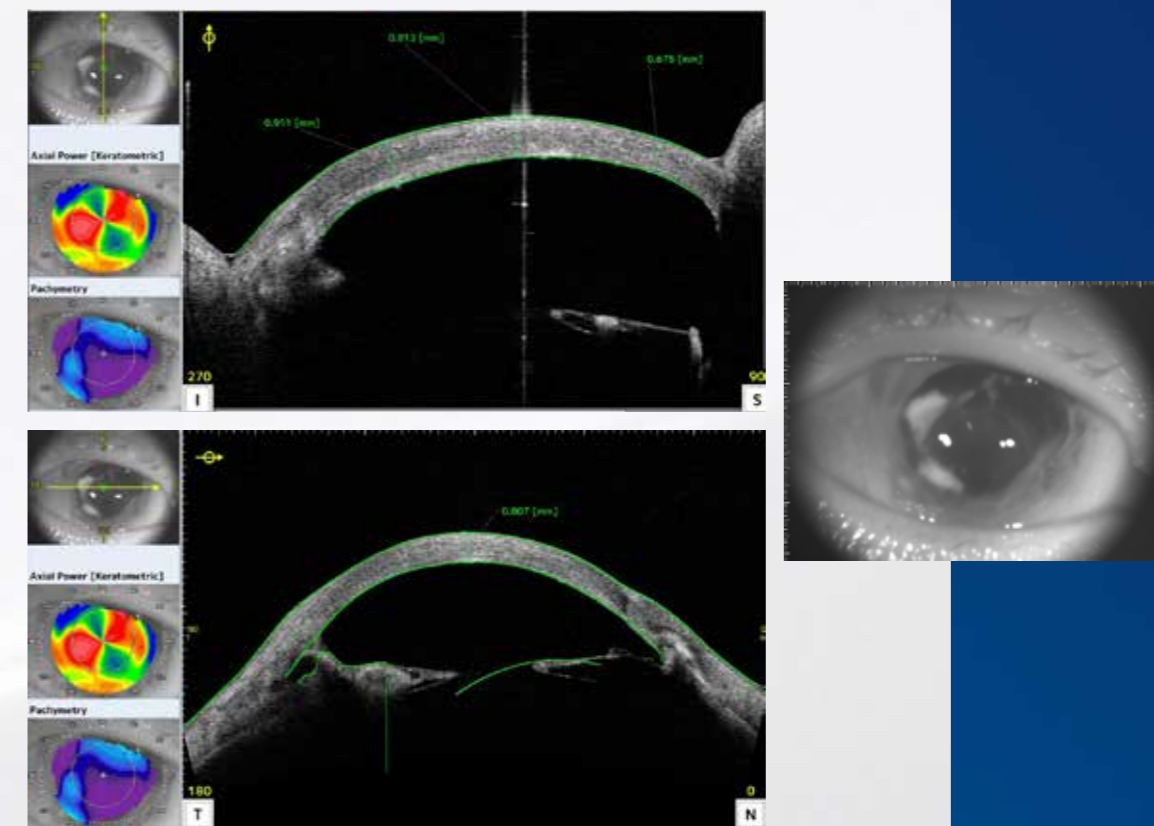 0.813 [mm]
0.675 [mm]
0.911 [mm]
Axial Power [Keratometric]
Pachymetry
270
90
I
S
0.807 [mm]
Axial Power [Keratometric]
Pachymetry
180
0
T
N